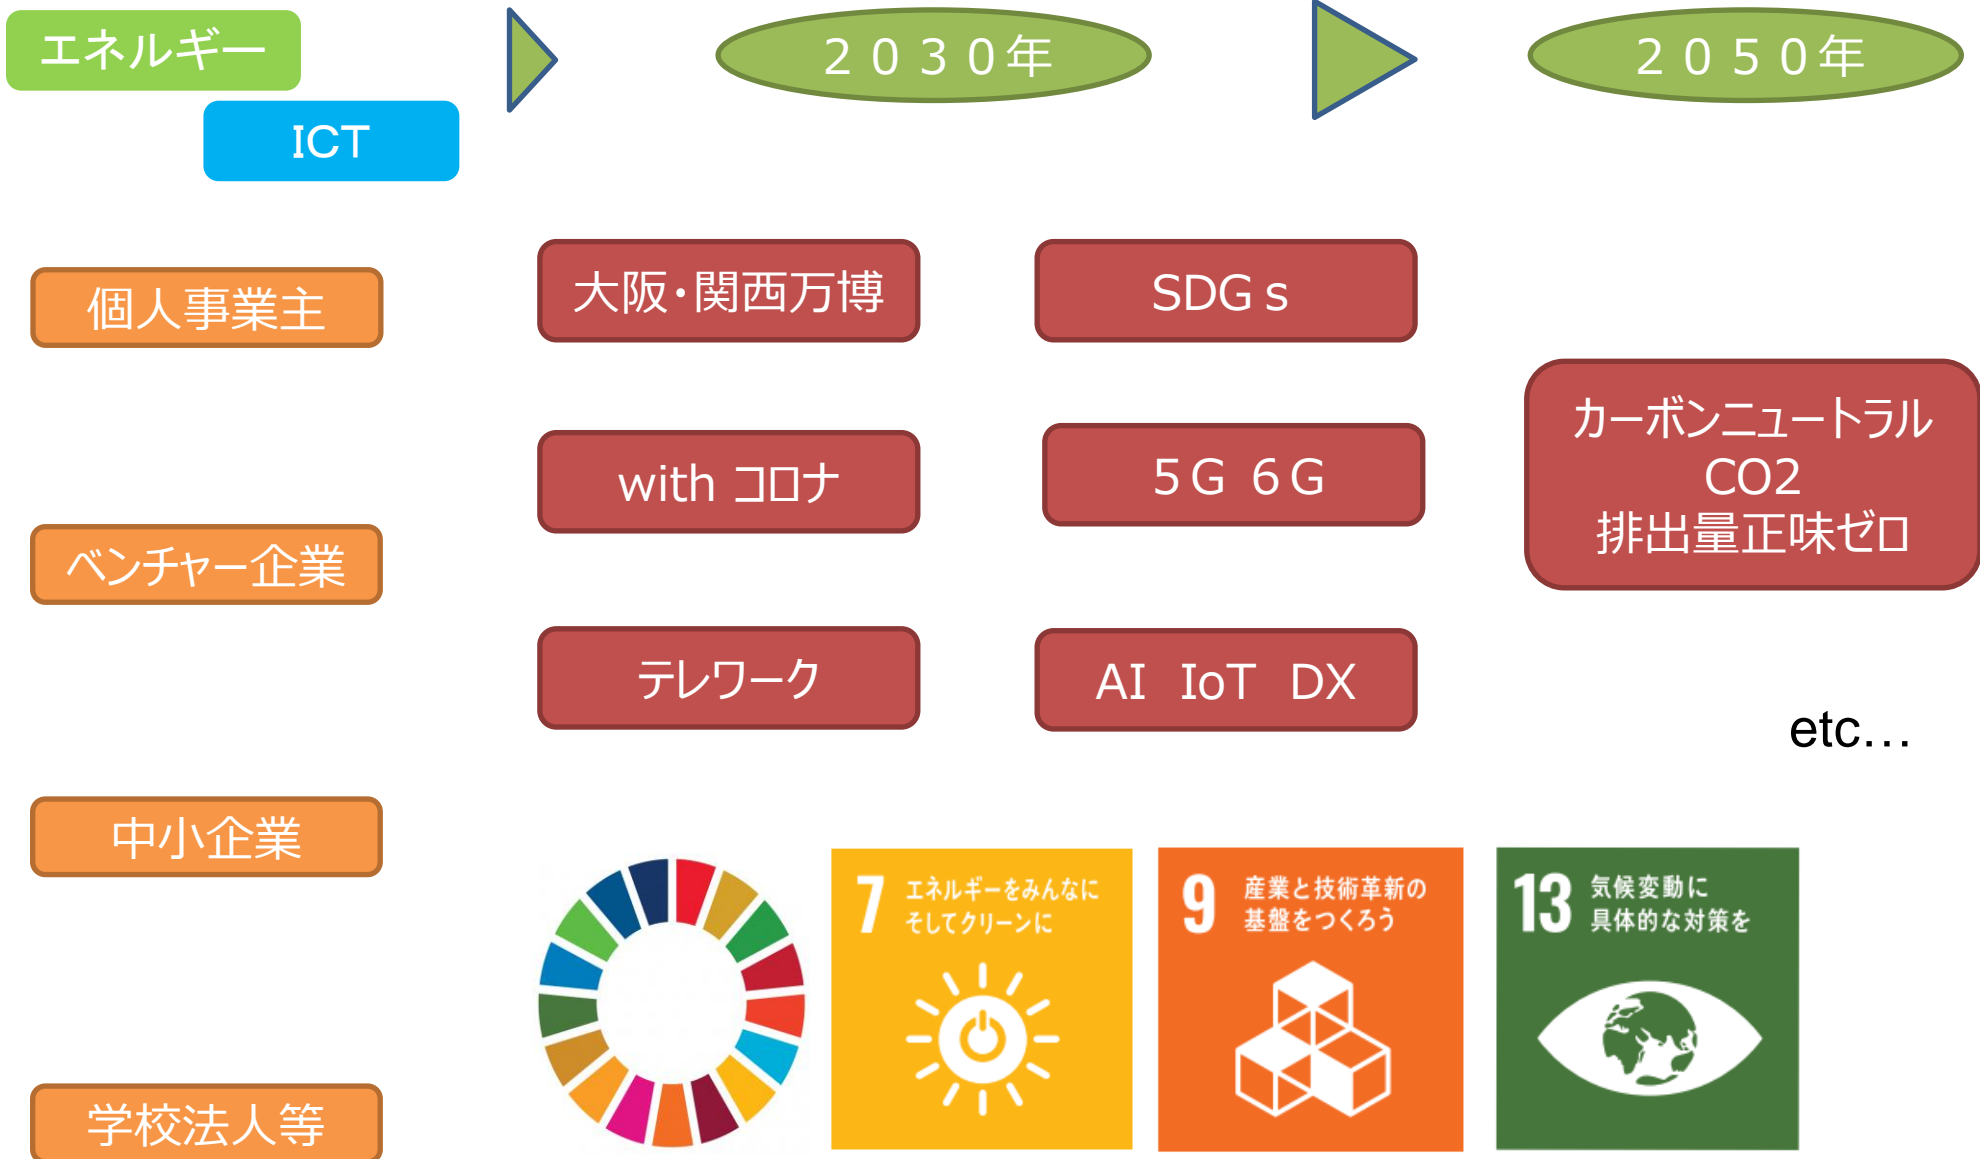 エネルギー
２０３０年
２０５０年
ICT
個人事業主
大阪・関西万博
SDGｓ
with コロナ
５G ６G
カーボンニュートラル
CO2
排出量正味ゼロ
ベンチャー企業
テレワーク
AI　IoT　DX
etc…
中小企業
7 エネルギーをみんなに
そしてクリーンに
9 産業と技術革新の
基盤をつくろう
13 気候変動に
具体的な対策を
学校法人等